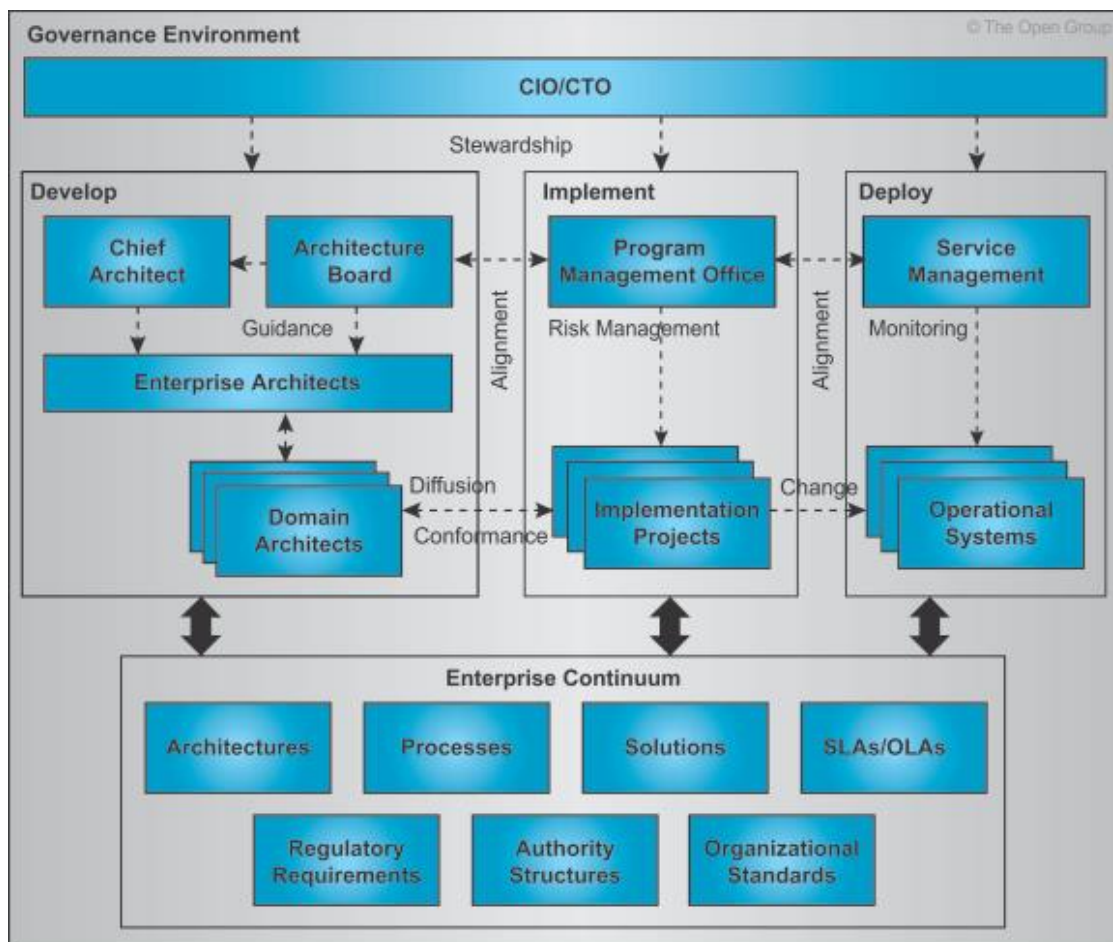 © The Open Group
Governance Environment
CIO/CTO
Stewardship
Develop
Implement
Deploy
Chief
Architect
Architecture
Board
Program
Management Office
Service
Management
Guidance
Alignment
Risk Management
Alignment
Monitoring
Enterprise Architects
Diffusion
Conformance
Domain
Architects
Implementation
Projects
Change
Operational
Systems
Enterprise Continuum
Architectures
Processes
Solutions
SLAs/OLAs
Regulatory
Requirements
Authority
Structures
Organizational
Standards